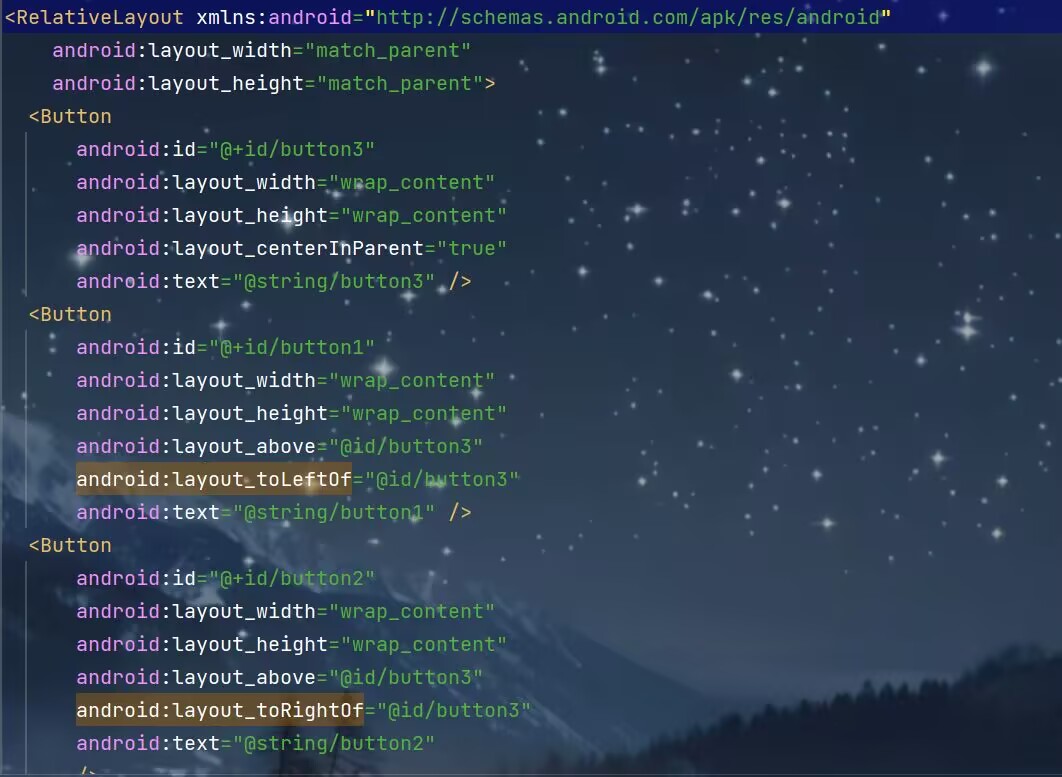 <RelativeLayout xmlns:android="http://schemas.android.com/apk/res/android"
    android:layout_width="match_parent"
    android:layout_height="match_parent">
  <Button
      android:id="@+id/button3"
      android:layout_width="wrap_content"
      android:layout_height="wrap_content"
      android:layout_centerInParent="true"
      android:text="@string/button3" />
  <Button
      android:id="@+id/button1"
      android:layout_width="wrap_content"
      android:layout_height="wrap_content"
      android:layout_above="@id/button3"
      android:layout_toLeftOf="@id/button3"
      android:text="@string/button1" />
  <Button
      android:id="@+id/button2"
      android:layout_width="wrap_content"
      android:layout_height="wrap_content"
      android:layout_above="@id/button3"
      android:layout_toRightOf="@id/button3"
      android:text="@string/button2"
      />